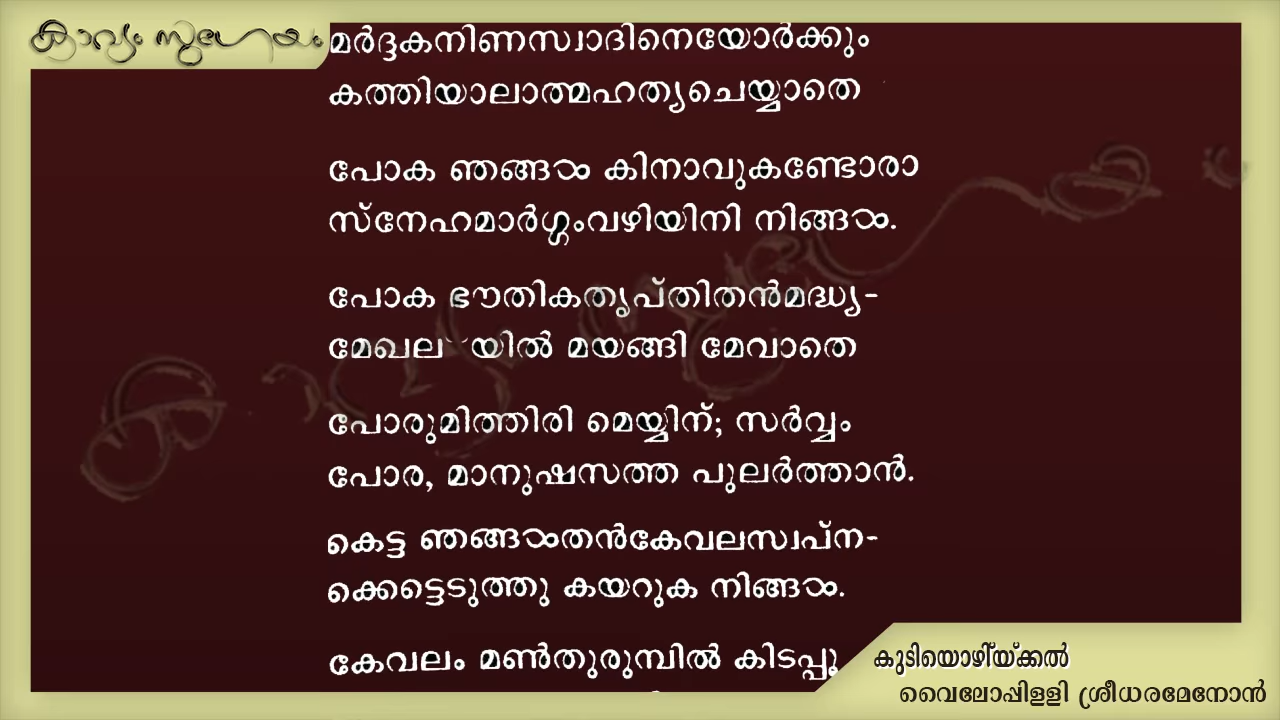 കാവ്യം സുഗേയം
മർദ്ദകനിണസ്വാദിനെയോർക്കും
കത്തിയാലാത്മഹത്യചെയ്യാതെ
പോക ഞങ്ങൾ കിനാവുകണ്ടോരാ
സ്നേഹമാർഗ്ഗംവഴിയിനി നിങ്ങൾ.
പോക ഭൗതികതൃപ്തിതൻമദ്ധ്യ-
മേഖലയിൽ മയങ്ങി മേവാതെ
പോരുമിത്തിരി മെയ്യിന്; സർവ്വം
പോര, മാനുഷസത്ത പുലർത്താൻ.
കെട്ട ഞങ്ങൾതൻകേവലസ്വപ്ന-
ക്കെട്ടെടുത്തു കയറുക നിങ്ങൾ.
കേവലം മൺതുരുമ്പിൽ കിടപ്പൂ
കുടിയൊഴിയ്ക്കൽ
വൈലോപ്പിള്ളി ശ്രീധരമേനോൻ